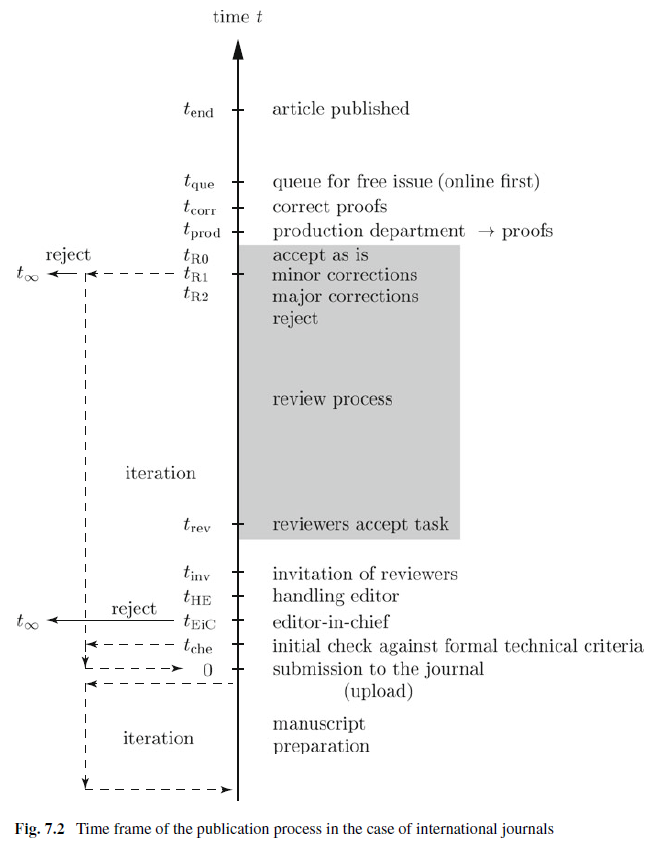 time t
t_end article published
t_que queue for free issue (online first)
t_corr correct proofs
t_prod production department → proofs
reject t_R0 accept as is
t_∞ t_R1 minor corrections
t_R2 major corrections
reject
review process
iteration
t_rev reviewers accept task
t_inv invitation of reviewers
t_HE handling editor
t_∞ reject t_EiC editor-in-chief
t_che initial check against formal technical criteria
0 submission to the journal
(upload)
manuscript
iteration
preparation
Fig. 7.2 Time frame of the publication process in the case of international journals